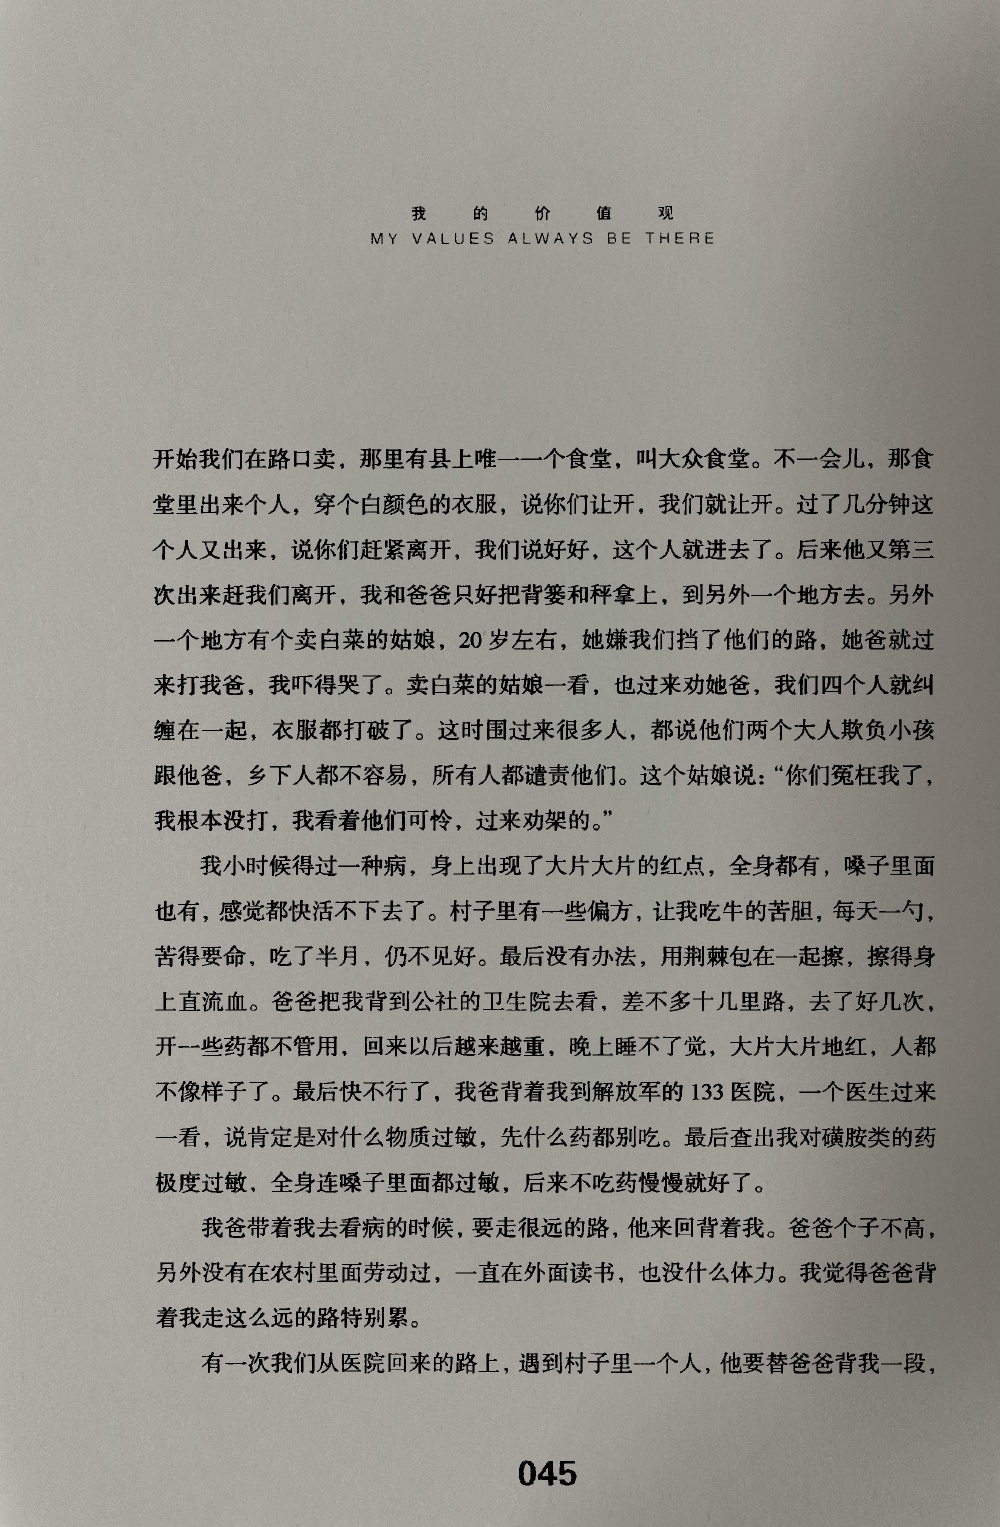 我的价值观
MY VALUES ALWAYS BE THERE
开始我们在路口卖，那里有县上唯一一个食堂，叫大众食堂。不一会儿，那食
堂里出来个人，穿个白颜色的衣服，说你们让开，我们就让开。过了几分钟这
个人又出来，说你们赶紧离开，我们说好好，这个人就进去了。后来他又第三
次出来赶我们离开，我和爸爸只好把背篓和秤拿上，到另外一个地方去。另外
一个地方有个卖白菜的姑娘，20 岁左右，她嫌我们挡了他们的路，她爸就过
来打我爸，我吓得哭了。卖白菜的姑娘一看，也过来劝她爸，我们四个人就纠
缠在一起，衣服都打破了。这时围过来很多人，都说他们两个大人欺负小孩
跟他爸，乡下人都不容易，所有人都谴责他们。这个姑娘说：“你们冤枉我了，
我根本没打，我看着他们可怜，过来劝架的。”
我小时候得过一种病，身上出现了大片大片的红点，全身都有，嗓子里面
也有，感觉都快活不下去了。村子里有一些偏方，让我吃牛的苦胆，每天一勺，
苦得要命，吃了半月，仍不见好。最后没有办法，用荆棘包在一起擦，擦得身
上直流血。爸爸把我背到公社的卫生院去看，差不多十几里路，去了好几次，
开一些药都不管用，回来以后越来越重，晚上睡不了觉，大片大片地红，人都
不像样子了。最后快不行了，我爸背着我到解放军的 133 医院，一个医生过来
一看，说肯定是对什么物质过敏，先什么药都别吃。最后查出我对磺胺类的药
极度过敏，全身连嗓子里面都过敏，后来不吃药慢慢就好了。
我爸带着我去看病的时候，要走很远的路，他来回背着我。爸爸个子不高，
另外没有在农村里面劳动过，一直在外面读书，也没什么体力。我觉得爸爸背
着我走这么远的路特别累。
有一次我们从医院回来的路上，遇到村子里一个人，他要替爸爸背我一段，
045